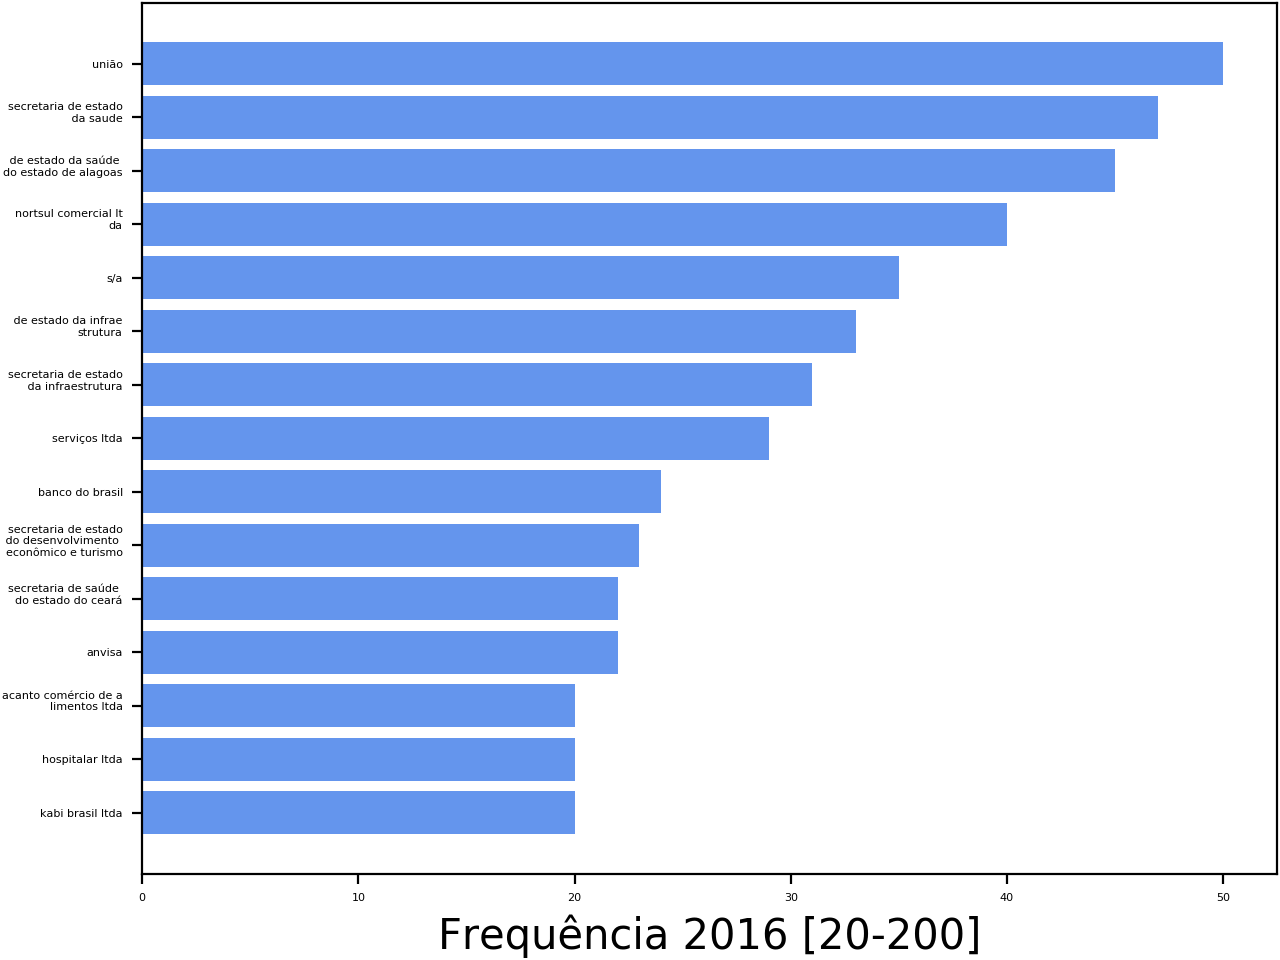 união
secretaria de estado
da saude
de estado da saúde
do estado de alagoas
nortsul comercial lt
da
s/a
de estado da infrae
strutura
secretaria de estado
da infraestrutura
serviços ltda
banco do brasil
secretaria de estado
do desenvolvimento
econômico e turismo
secretaria de saúde
do estado do ceará
anvisa
acanto comércio de a
limentos ltda
hospitalar ltda
kabi brasil ltda
0 10 20 30 40 50
Frequência 2016 [20-200]